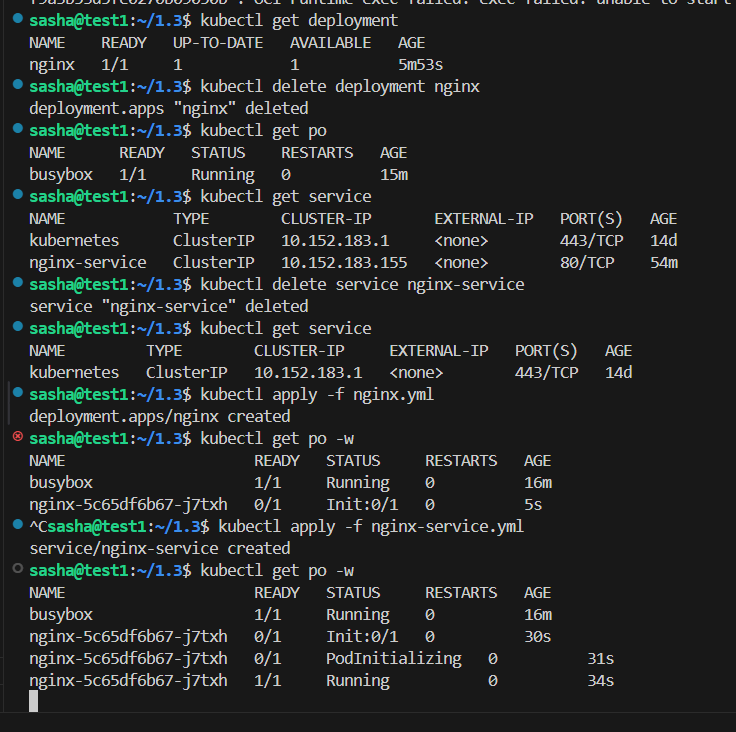 sasha@test1:~/1.3$ kubectl get deployment
NAME READY UP-TO-DATE AVAILABLE AGE
nginx 1/1 1 1 5m53s
sasha@test1:~/1.3$ kubectl delete deployment nginx
deployment.apps "nginx" deleted
sasha@test1:~/1.3$ kubectl get po
NAME READY STATUS RESTARTS AGE
busybox 1/1 Running 0 15m
sasha@test1:~/1.3$ kubectl get service
NAME TYPE CLUSTER-IP EXTERNAL-IP PORT(S) AGE
kubernetes ClusterIP 10.152.183.1 <none> 443/TCP 14d
nginx-service ClusterIP 10.152.183.155 <none> 80/TCP 54m
sasha@test1:~/1.3$ kubectl delete service nginx-service
service "nginx-service" deleted
sasha@test1:~/1.3$ kubectl get service
NAME TYPE CLUSTER-IP EXTERNAL-IP PORT(S) AGE
kubernetes ClusterIP 10.152.183.1 <none> 443/TCP 14d
sasha@test1:~/1.3$ kubectl apply -f nginx.yml
deployment.apps/nginx created
sasha@test1:~/1.3$ kubectl get po -w
NAME READY STATUS RESTARTS AGE
busybox 1/1 Running 0 16m
nginx-5c65df6b67-j7txh 0/1 Init:0/1 0 5s
^Csasha@test1:~/1.3$ kubectl apply -f nginx-service.yml
service/nginx-service created
sasha@test1:~/1.3$ kubectl get po -w
NAME READY STATUS RESTARTS AGE
busybox 1/1 Running 0 16m
nginx-5c65df6b67-j7txh 0/1 Init:0/1 0 30s
nginx-5c65df6b67-j7txh 0/1 PodInitializing 0 31s
nginx-5c65df6b67-j7txh 1/1 Running 0 34s